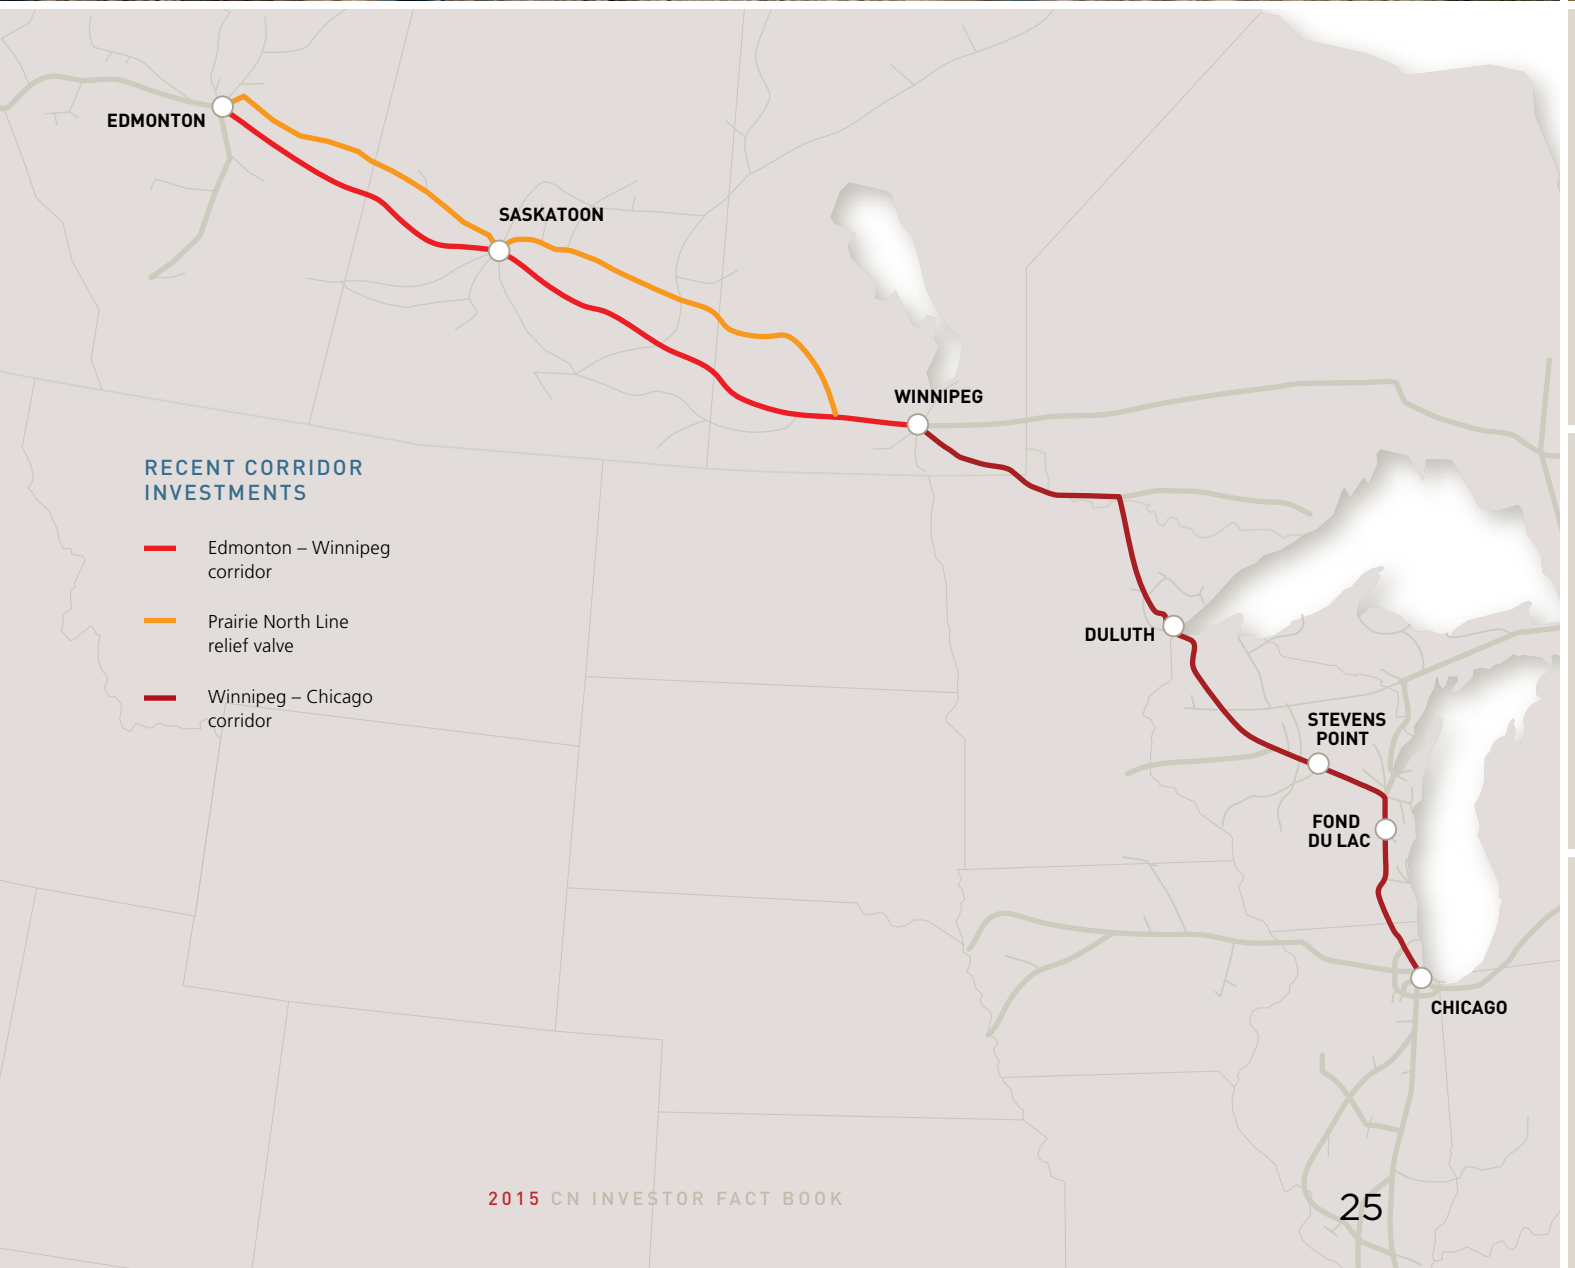 EDMONTON
SASKATOON
WINNIPEG
RECENT CORRIDOR
INVESTMENTS
Edmonton – Winnipeg
corridor
Prairie North Line
relief valve
Winnipeg – Chicago
corridor
DULUTH
STEVENS
POINT
FOND
DU LAC
CHICAGO
2015 CN INVESTOR FACT BOOK
25